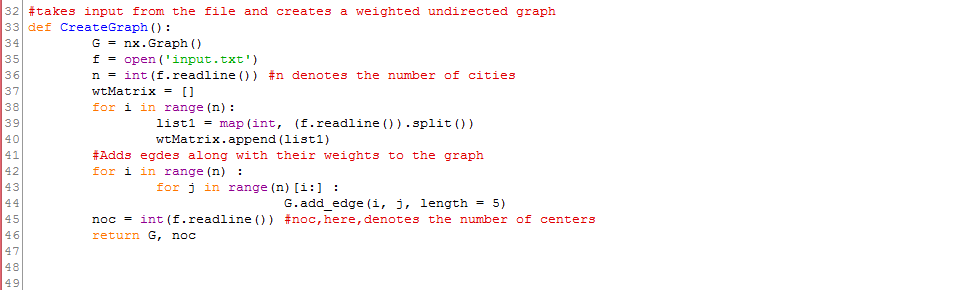 32 #takes input from the file and creates a weighted undirected graph
33 def CreateGraph():
34         G = nx.Graph()
35         f = open('input.txt')
36         n = int(f.readline()) #n denotes the number of cities
37         wtMatrix = []
38         for i in range(n):
39                 list1 = map(int, (f.readline()).split())
40                 wtMatrix.append(list1)
41         #Adds egdes along with their weights to the graph
42         for i in range(n) :
43                 for j in range(n)[i:] :
44                                 G.add_edge(i, j, length = 5)
45         noc = int(f.readline()) #noc,here,denotes the number of centers
46         return G, noc
47
48
49